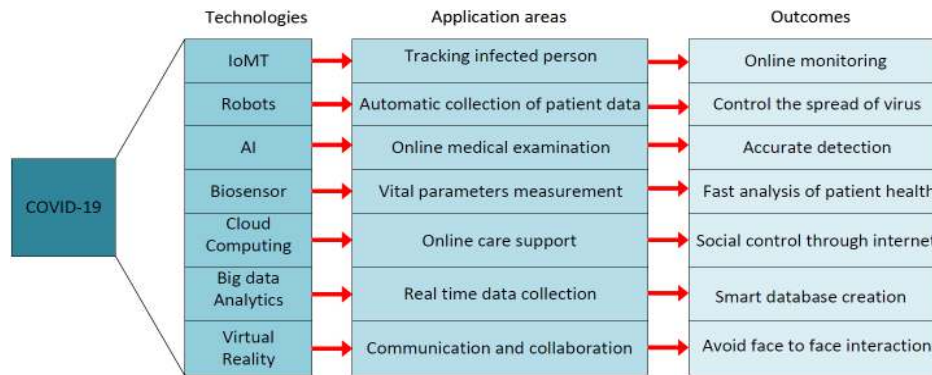 Technologies
Application areas
Outcomes
COVID-19
IoMT
Tracking infected person
Online monitoring
Robots
Automatic collection of patient data
Control the spread of virus
AI
Online medical examination
Accurate detection
Biosensor
Vital parameters measurement
Fast analysis of patient health
Cloud
Computing
Online care support
Social control through internet
Big data
Analytics
Real time data collection
Smart database creation
Virtual
Reality
Communication and collaboration
Avoid face to face interaction